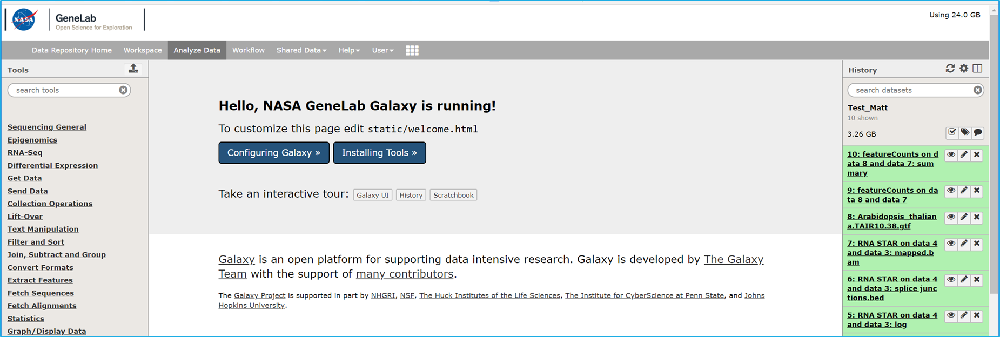 NASA
GeneLab
Open Science for Exploration
Using 24.0 GB
Data Repository Home Workspace Analyze Data Workflow Shared Data Help User
Tools
search tools
Sequencing General
Epigenomics
RNA-Seq
Differential Expression
Get Data
Send Data
Collection Operations
Lift-Over
Text Manipulation
Filter and Sort
Join, Subtract and Group
Convert Formats
Extract Features
Fetch Sequences
Fetch Alignments
Statistics
Graph/Display Data
Hello, NASA GeneLab Galaxy is running!
To customize this page edit static/welcome.html
Configuring Galaxy » Installing Tools »
Take an interactive tour: Galaxy UI History Scratchbook
Galaxy is an open platform for supporting data intensive research. Galaxy is developed by The Galaxy
Team with the support of many contributors.
The Galaxy Project is supported in part by NHGRI, NSF, The Huck Institutes of the Life Sciences, The Institute for CyberScience at Penn State, and Johns
Hopkins University.
History
search datasets
Test_Matt
10 shown
3.26 GB
10: featureCounts on d
ata 8 and data 7: sum
mary
9: featureCounts on da
ta 8 and data 7
8: Arabidopsis_thalian
a.TAIR10.38.gtf
7: RNA STAR on data 4
and data 3: mapped.b
am
6: RNA STAR on data 4
and data 3: splice junc
tions.bed
5: RNA STAR on data 4
and data 3: log